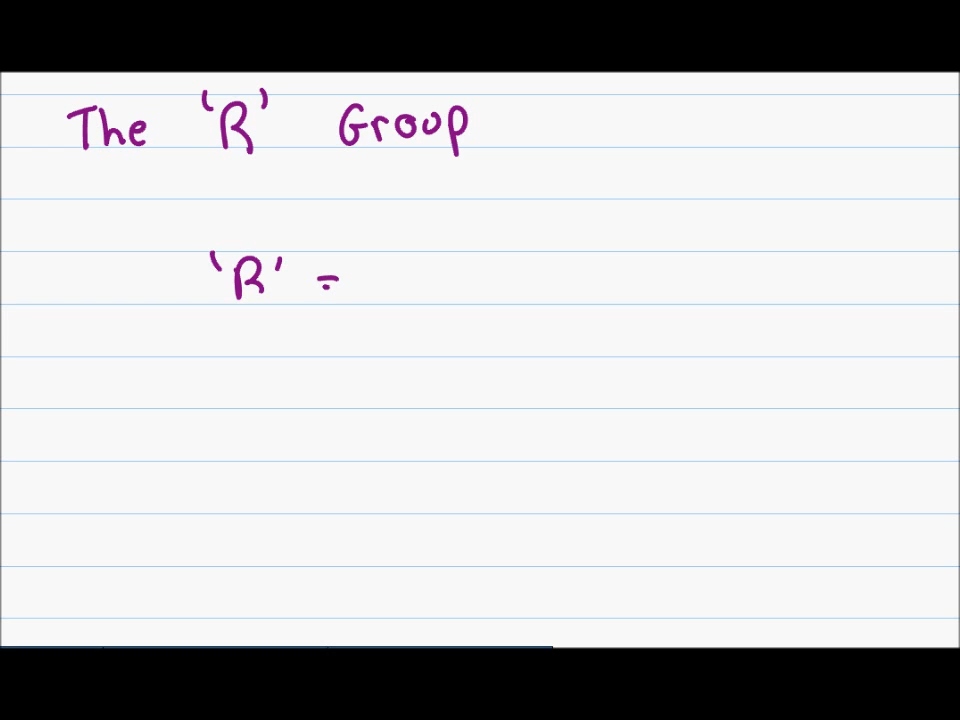 The 'R' Group
'R' =